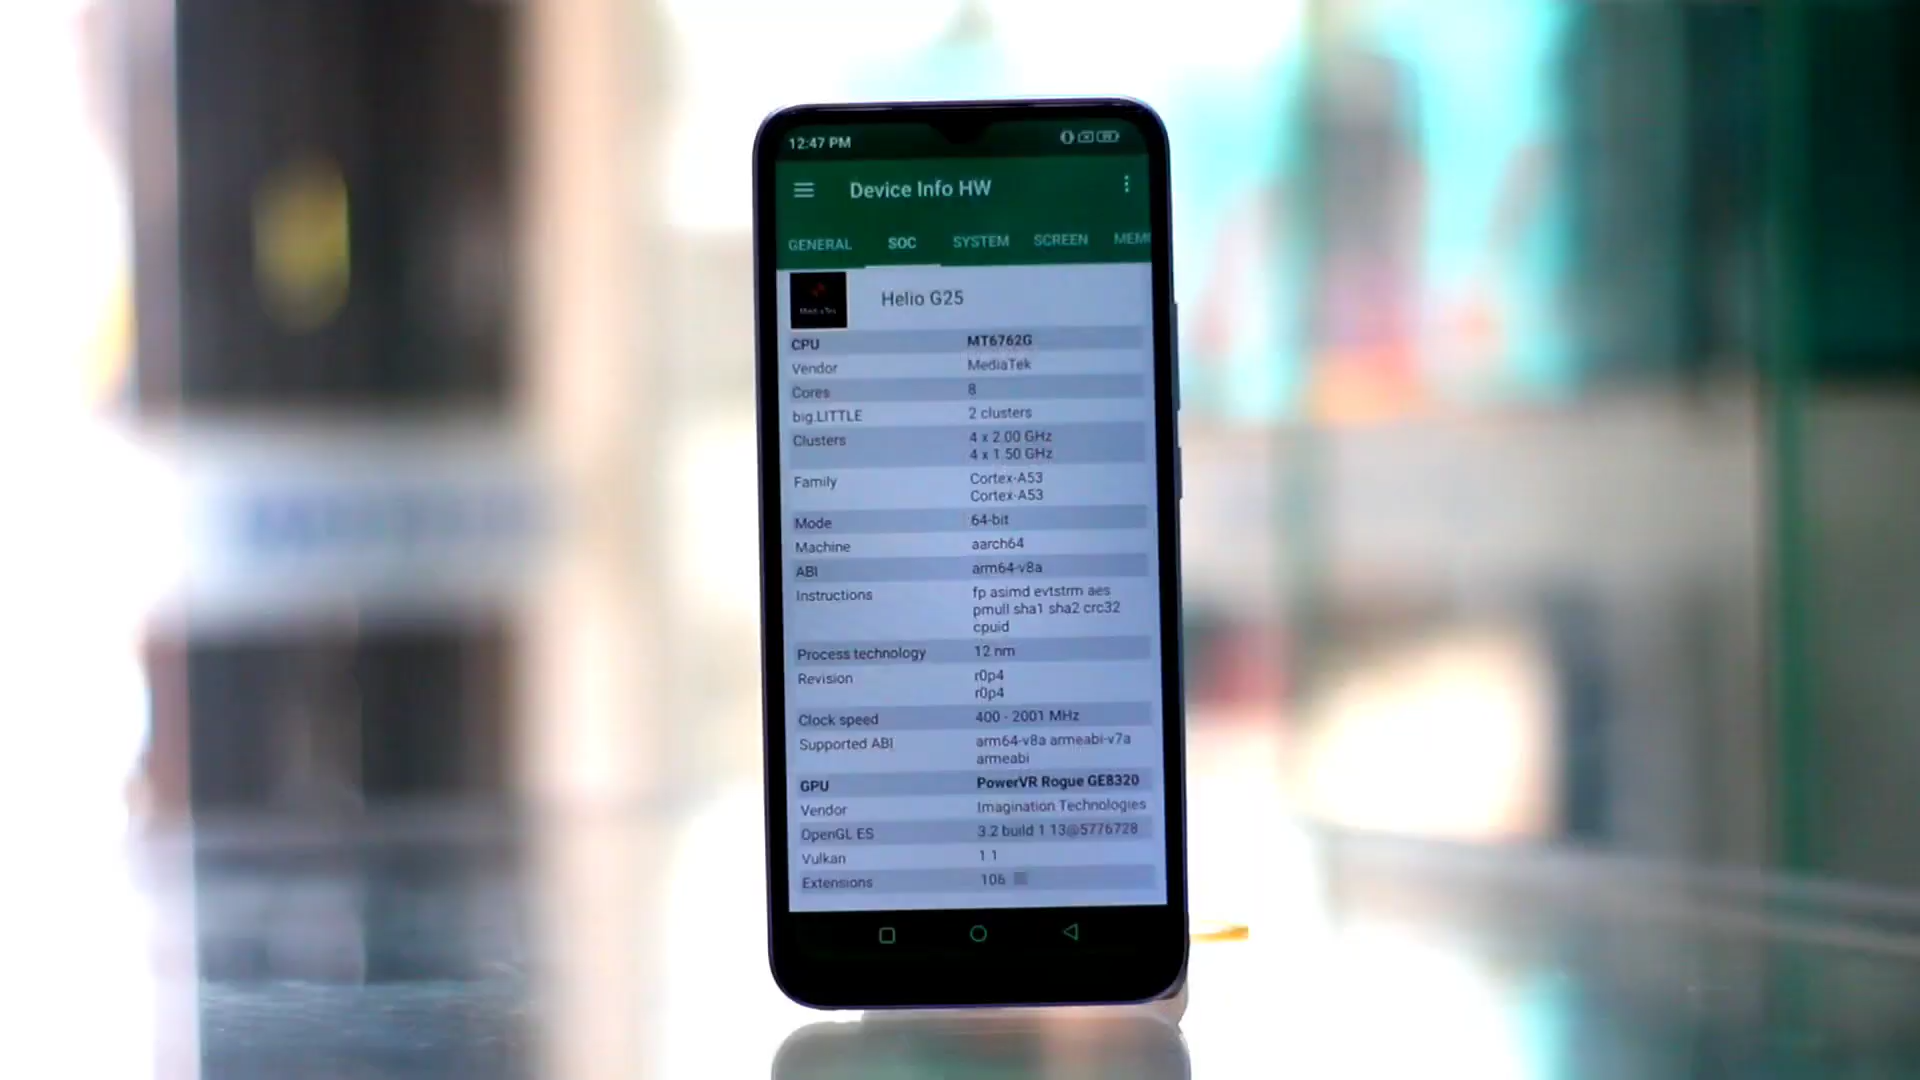 12:47 PM
Device Info HW
GENERAL SOC SYSTEM SCREEN MEM
MediaTek
Helio G25
CPU MT6762G
Vendor MediaTek
Cores 8
big.LITTLE 2 clusters
Clusters 4 x 2.00 GHz
4 x 1.50 GHz
Family Cortex-A53
Cortex-A53
Mode 64-bit
Machine aarch64
ABI arm64-v8a
Instructions fp asimd evtstrm aes
pmull sha1 sha2 crc32
cpuid
Process technology 12 nm
Revision r0p4
r0p4
Clock speed 400 - 2001 MHz
Supported ABI arm64-v8a armeabi-v7a
armeabi
GPU PowerVR Rogue GE8320
Vendor Imagination Technologies
OpenGL ES 3.2 build 1.13@5776728
Vulkan 1.1
Extensions 106